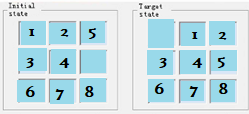 Initial state
Target state
1 2 5
1 2
3 4
3 4 5
6 7 8
6 7 8